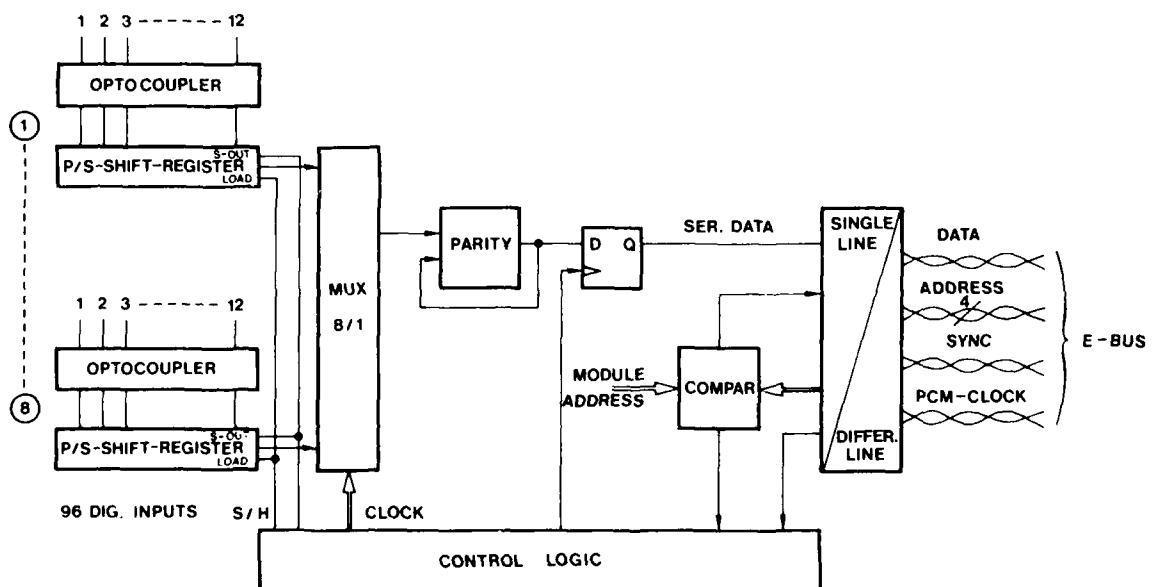 1 2 3 ------- 12
OPTOCOUPLER
1
S-OUT
P/S-SHIFT-REGISTER
LOAD
MUX
8/1
PARITY
D Q
SER. DATA
SINGLE
LINE
DIFFER.
LINE
DATA
ADDRESS
4
SYNC
PCM-CLOCK
E-BUS
MODULE
ADDRESS
COMPAR
1 2 3 ------- 12
OPTOCOUPLER
8
S-OUT
P/S-SHIFT-REGISTER
LOAD
96 DIG. INPUTS
S/H
CLOCK
CONTROL LOGIC